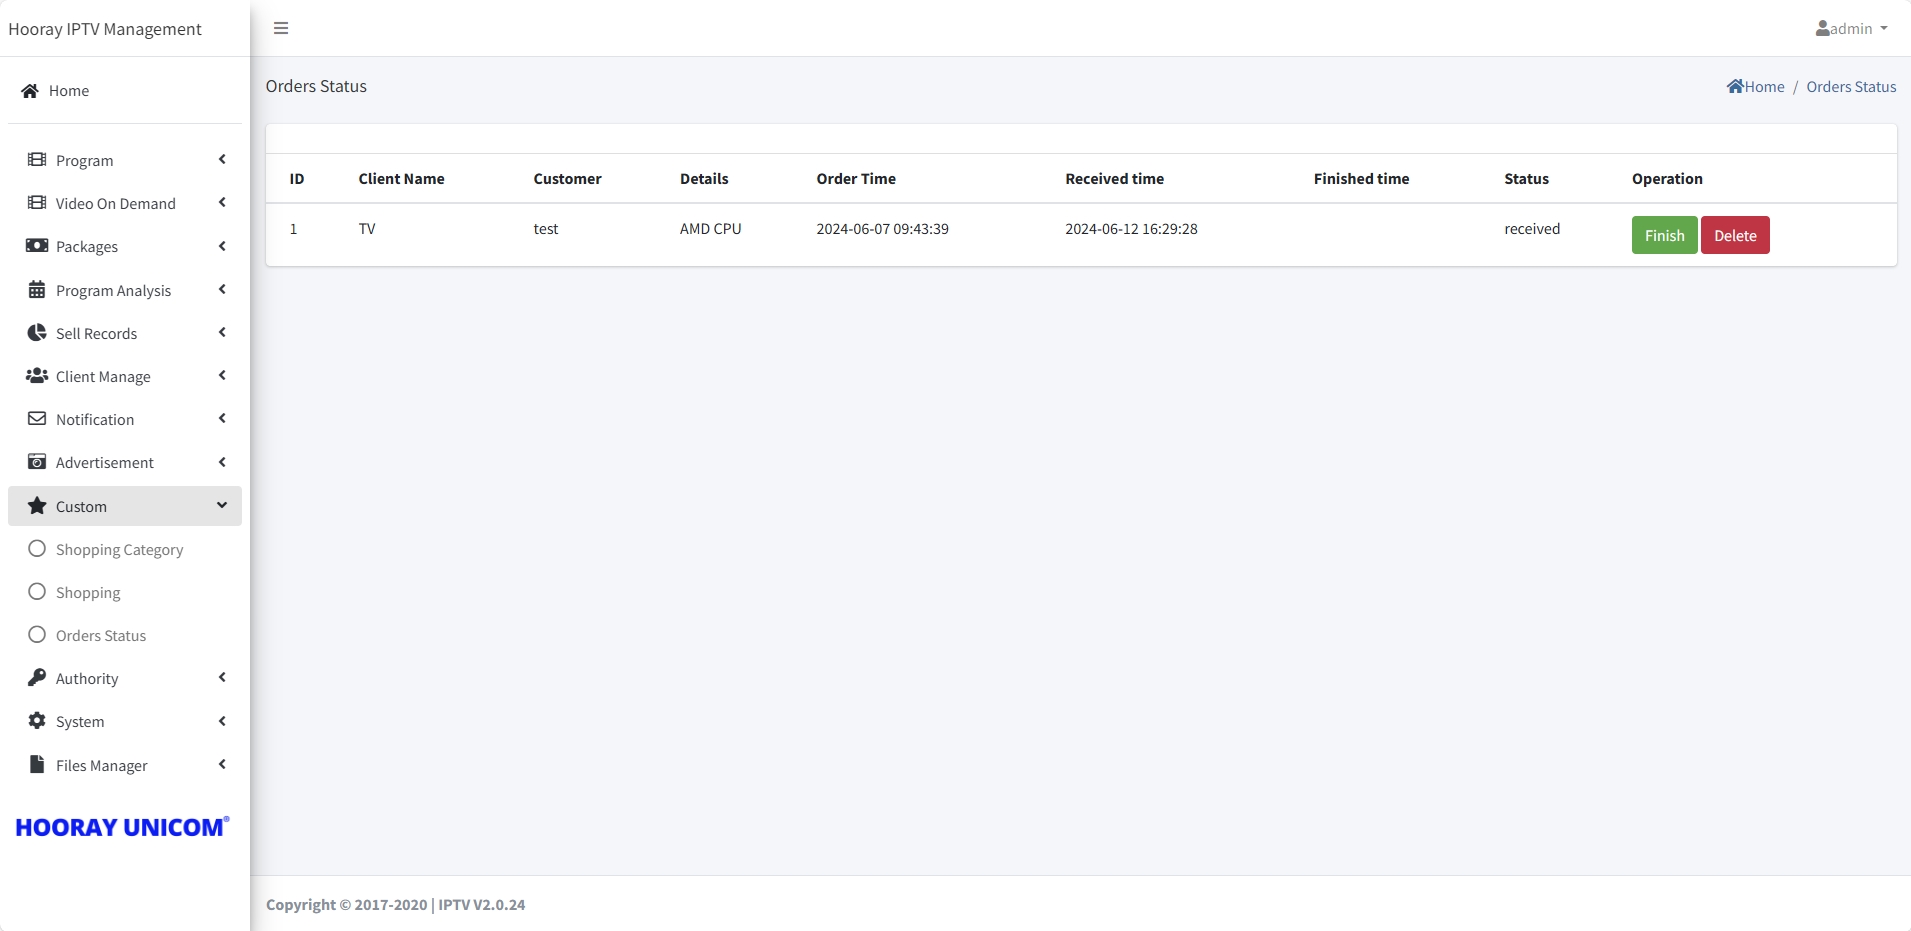 Hooray IPTV Management
admin
Home
Program
Video On Demand
Packages
Program Analysis
Sell Records
Client Manage
Notification
Advertisement
Custom
Shopping Category
Shopping
Orders Status
Authority
System
Files Manager
HOORAY UNICOM®
Orders Status
Home / Orders Status
ID Client Name Customer Details Order Time Received time Finished time Status Operation
1 TV test AMD CPU 2024-06-07 09:43:39 2024-06-12 16:29:28 received Finish Delete
Copyright © 2017-2020 | IPTV V2.0.24